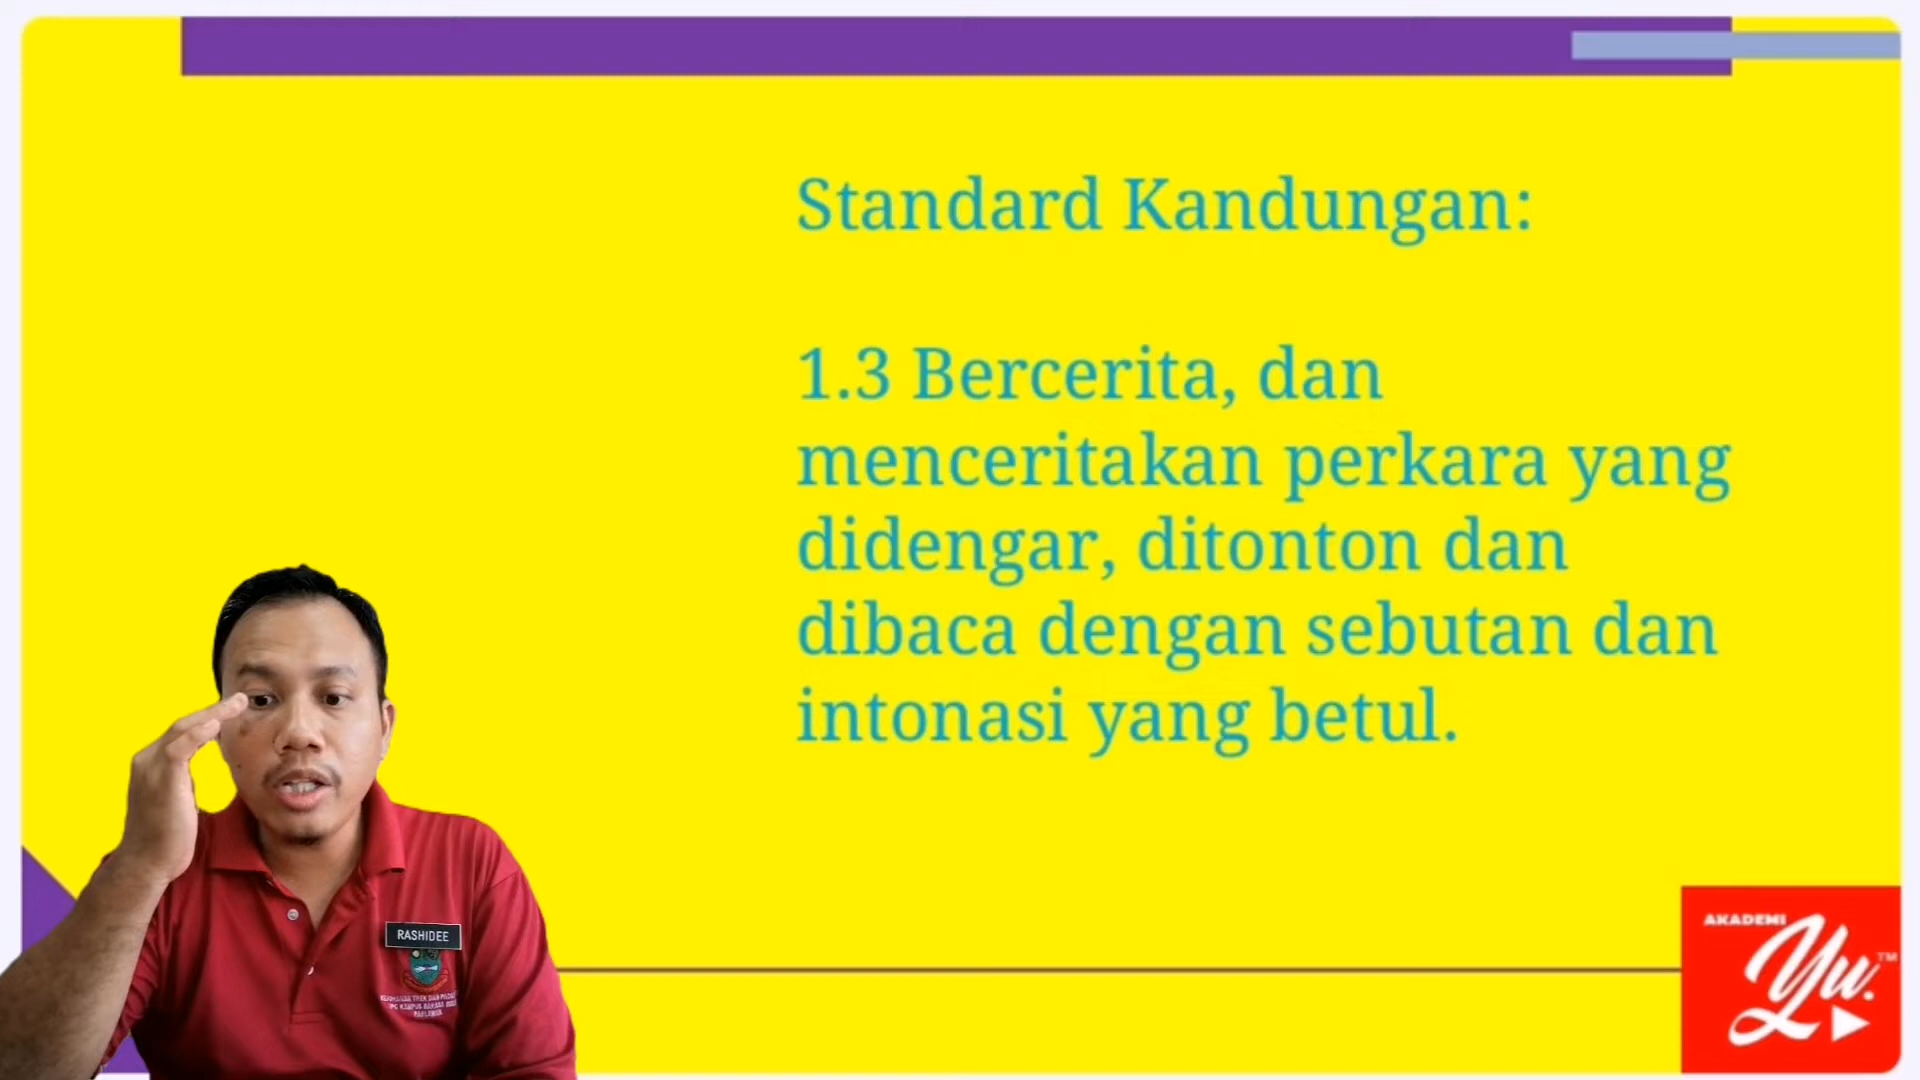 Standard Kandungan:
1.3 Bercerita, dan
menceritakan perkara yang
didengar, ditonton dan
dibaca dengan sebutan dan
intonasi yang betul.
RASHIDEE
AKADEMI
Yu.
TM